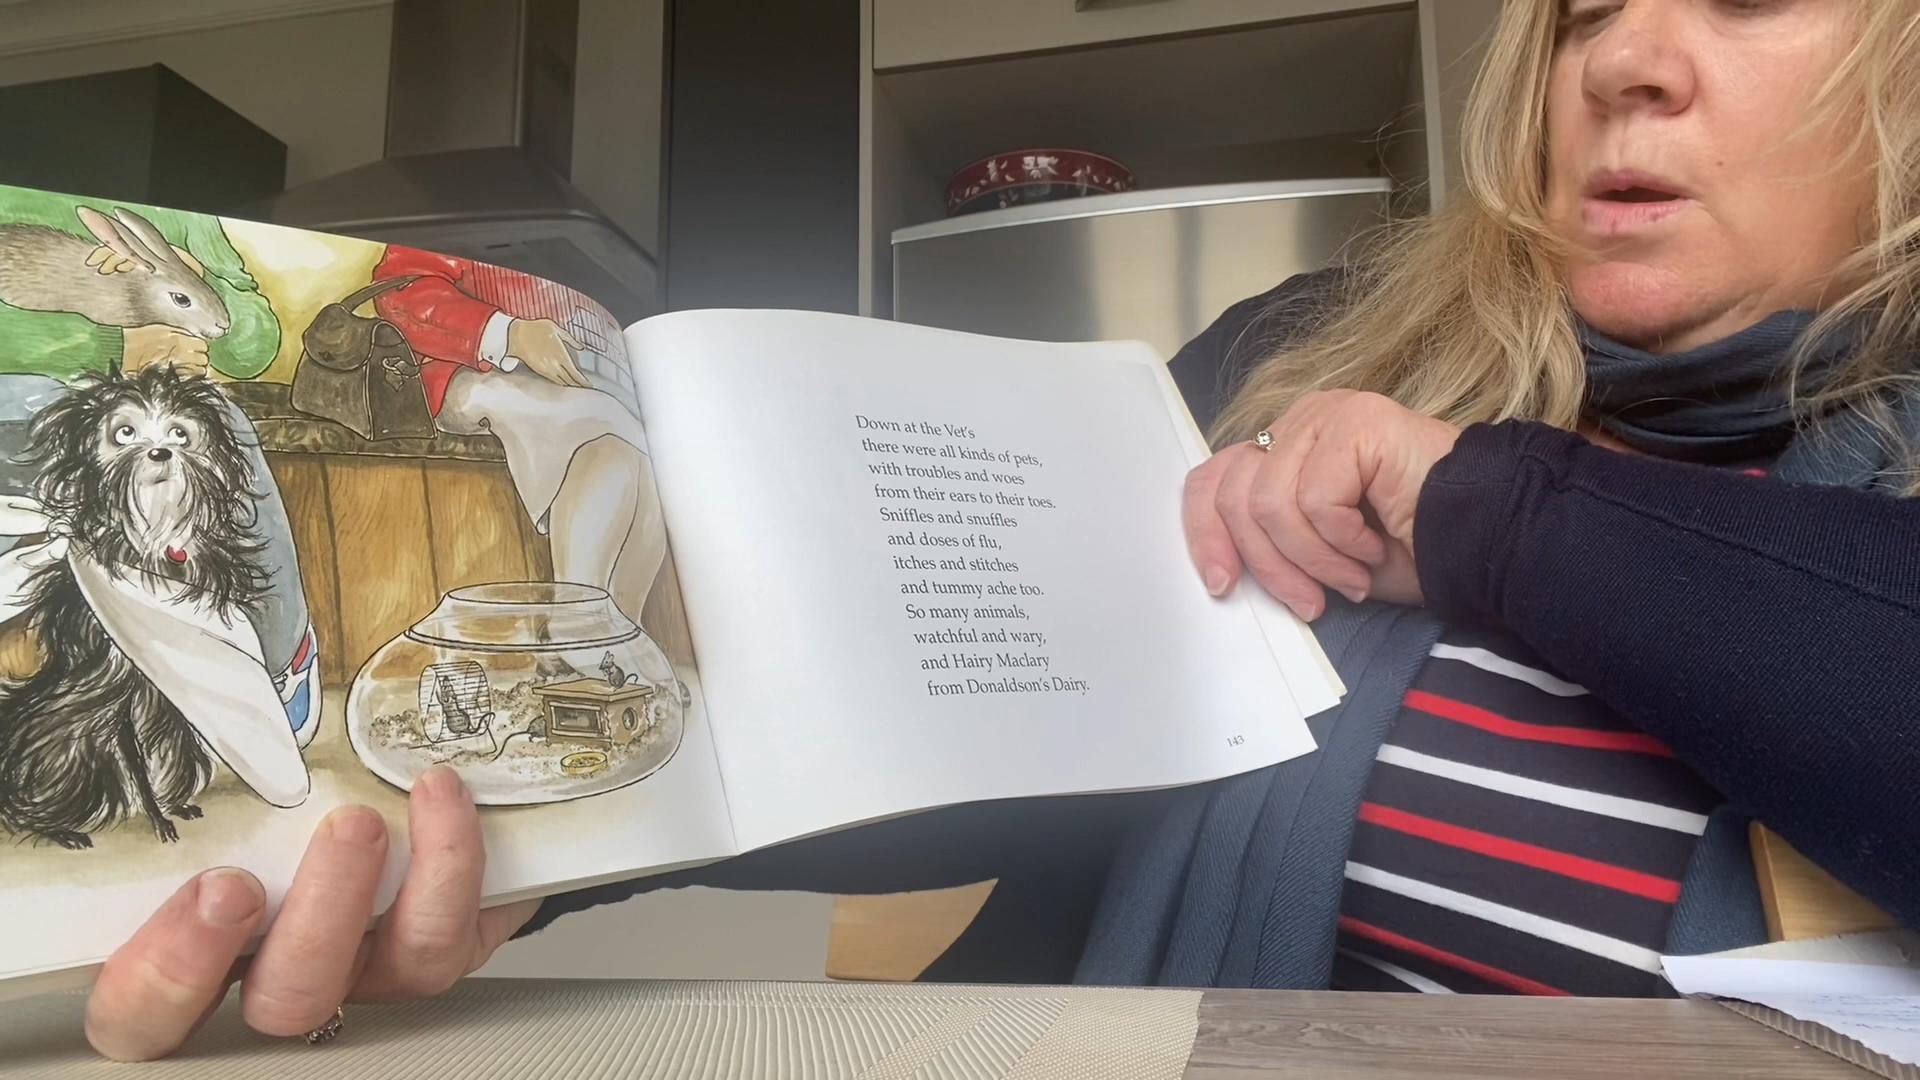 Down at the Vet's
there were all kinds of pets,
with troubles and woes
from their ears to their toes.
Sniffles and snuffles
and doses of flu,
itches and stitches
and tummy ache too.
So many animals,
watchful and wary,
and Hairy Maclary
from Donaldson's Dairy.
143